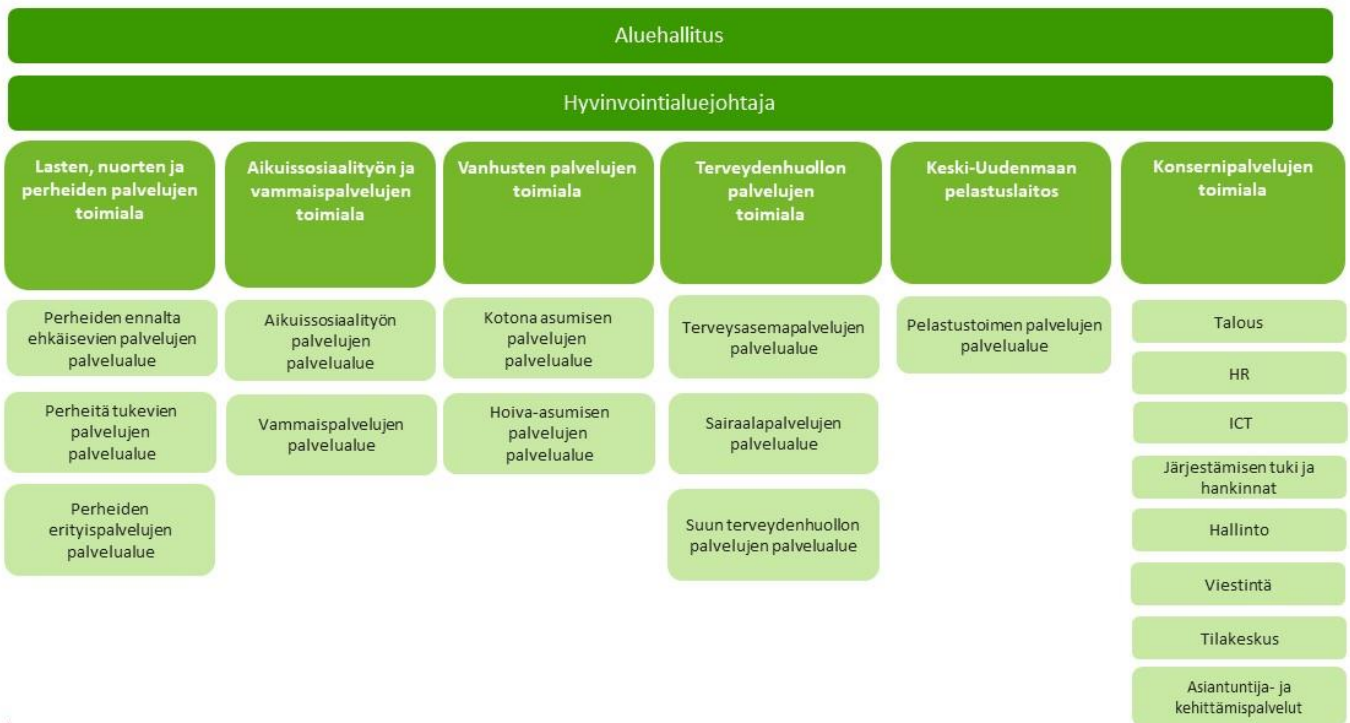 Aluehallitus
Hyvinvointialuejohtaja
Lasten, nuorten ja
perheiden palvelujen
toimiala
Perheiden ennalta
ehkäisevien palvelujen
palvelualue
Perheitä tukevien
palvelujen
palvelualue
Perheiden
erityispalvelujen
palvelualue
Aikuissosiaalityön ja
vammaispalvelujen
toimiala
Aikuissosiaalityön
palvelujen
palvelualue
Vammaispalvelujen
palvelualue
Vanhusten palvelujen
toimiala
Kotona asumisen
palvelujen
palvelualue
Hoiva-asumisen
palvelujen
palvelualue
Terveydenhuollon
palvelujen
toimiala
Terveysasemapalvelujen
palvelualue
Sairaalapalvelujen
palvelualue
Suun terveydenhuollon
palvelujen palvelualue
Keski-Uudenmaan
pelastuslaitos
Pelastustoimen palvelujen
palvelualue
Konsernipalvelujen
toimiala
Talous
HR
ICT
Järjestämisen tuki ja
hankinnat
Hallinto
Viestintä
Tilakeskus
Asiantuntija- ja
kehittämispalvelut